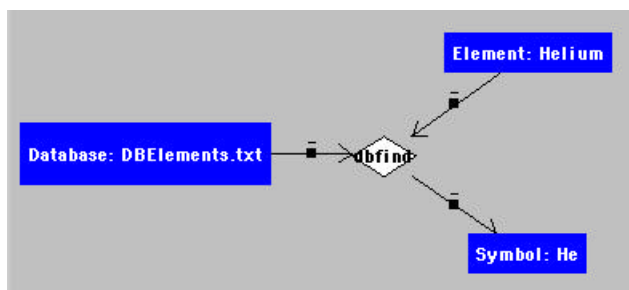 Element: Helium
Database: DBElements.txt
dbfind
Symbol: He